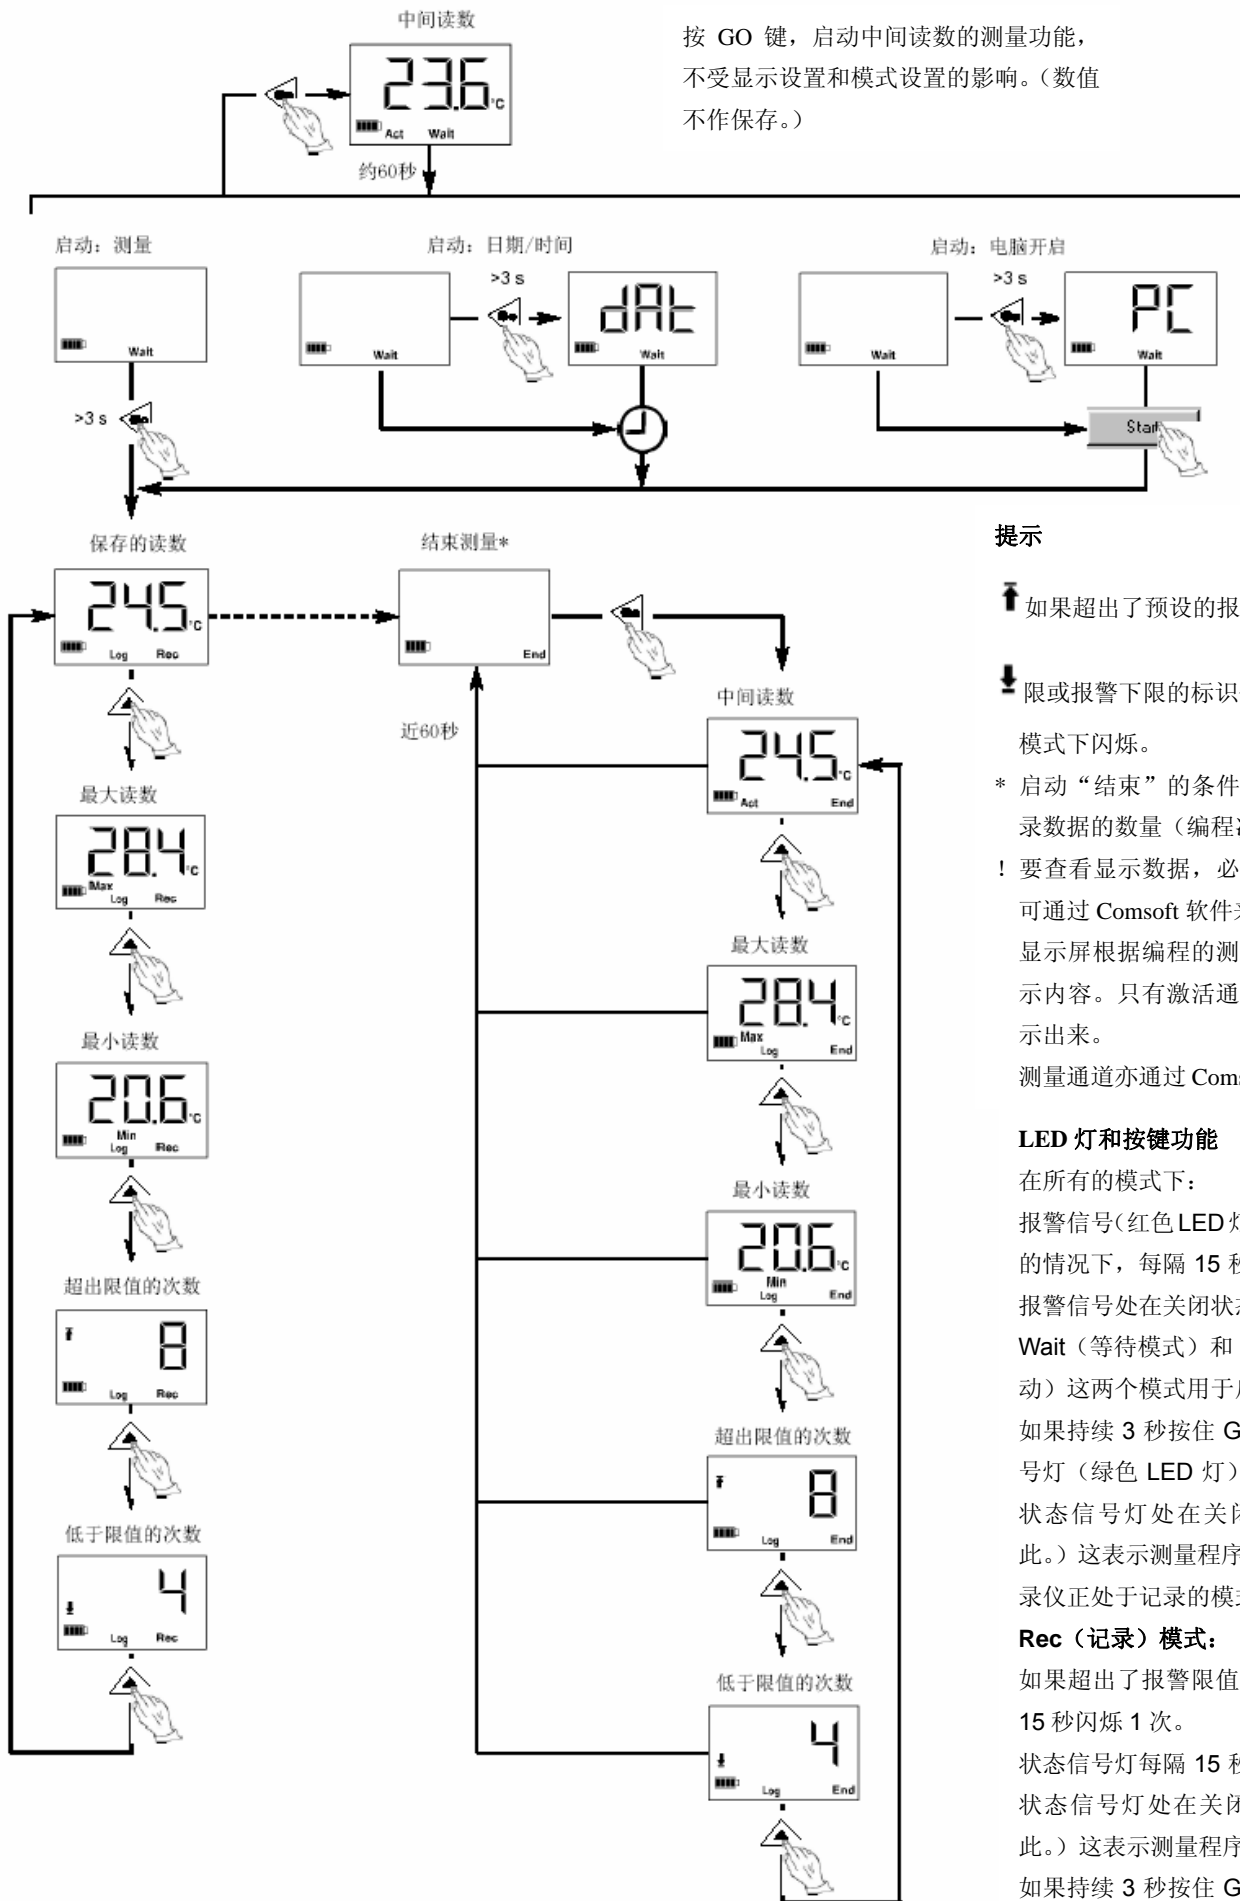 中间读数
23.6 °C
Act Wait
约60秒
按 GO 键，启动中间读数的测量功能，
不受显示设置和模式设置的影响。（数值
不作保存。）
启动：测量
Wait
>3 s
启动：日期/时间
Wait
>3 s
dAt
Wait
启动：电脑开启
Wait
>3 s
PC
Wait
Start
保存的读数
24.5 °C
Log Rec
最大读数
28.4 °C
Max
Log Rec
最小读数
20.6 °C
Min
Log Rec
超出限值的次数
8
Log Rec
低于限值的次数
4
Log Rec
结束测量*
End
近60秒
中间读数
24.5 °C
Act End
最大读数
28.4 °C
Max
Log End
最小读数
20.6 °C
Min
Log End
超出限值的次数
8
Log End
低于限值的次数
4
Log End
提示
如果超出了预设的报
限或报警下限的标识
模式下闪烁。
* 启动“结束”的条件
录数据的数量（编程
! 要查看显示数据，必
可通过 Comsoft 软件
显示屏根据编程的测
示内容。只有激活通
示出来。
测量通道亦通过 Coms
LED 灯和按键功能
在所有的模式下：
报警信号（红色 LED
的情况下，每隔 15 秒
报警信号处在关闭状
Wait（等待模式）和
动）这两个模式用于
如果持续 3 秒按住 G
号灯（绿色 LED 灯）
状态信号灯处在关
此。）这表示测量程序
录仪正处于记录的模
Rec（记录）模式：
如果超出了报警限值
15 秒闪烁 1 次。
状态信号灯每隔 15 秒
状态信号灯处在关
此。）这表示测量程序
如果持续 3 秒按住 G